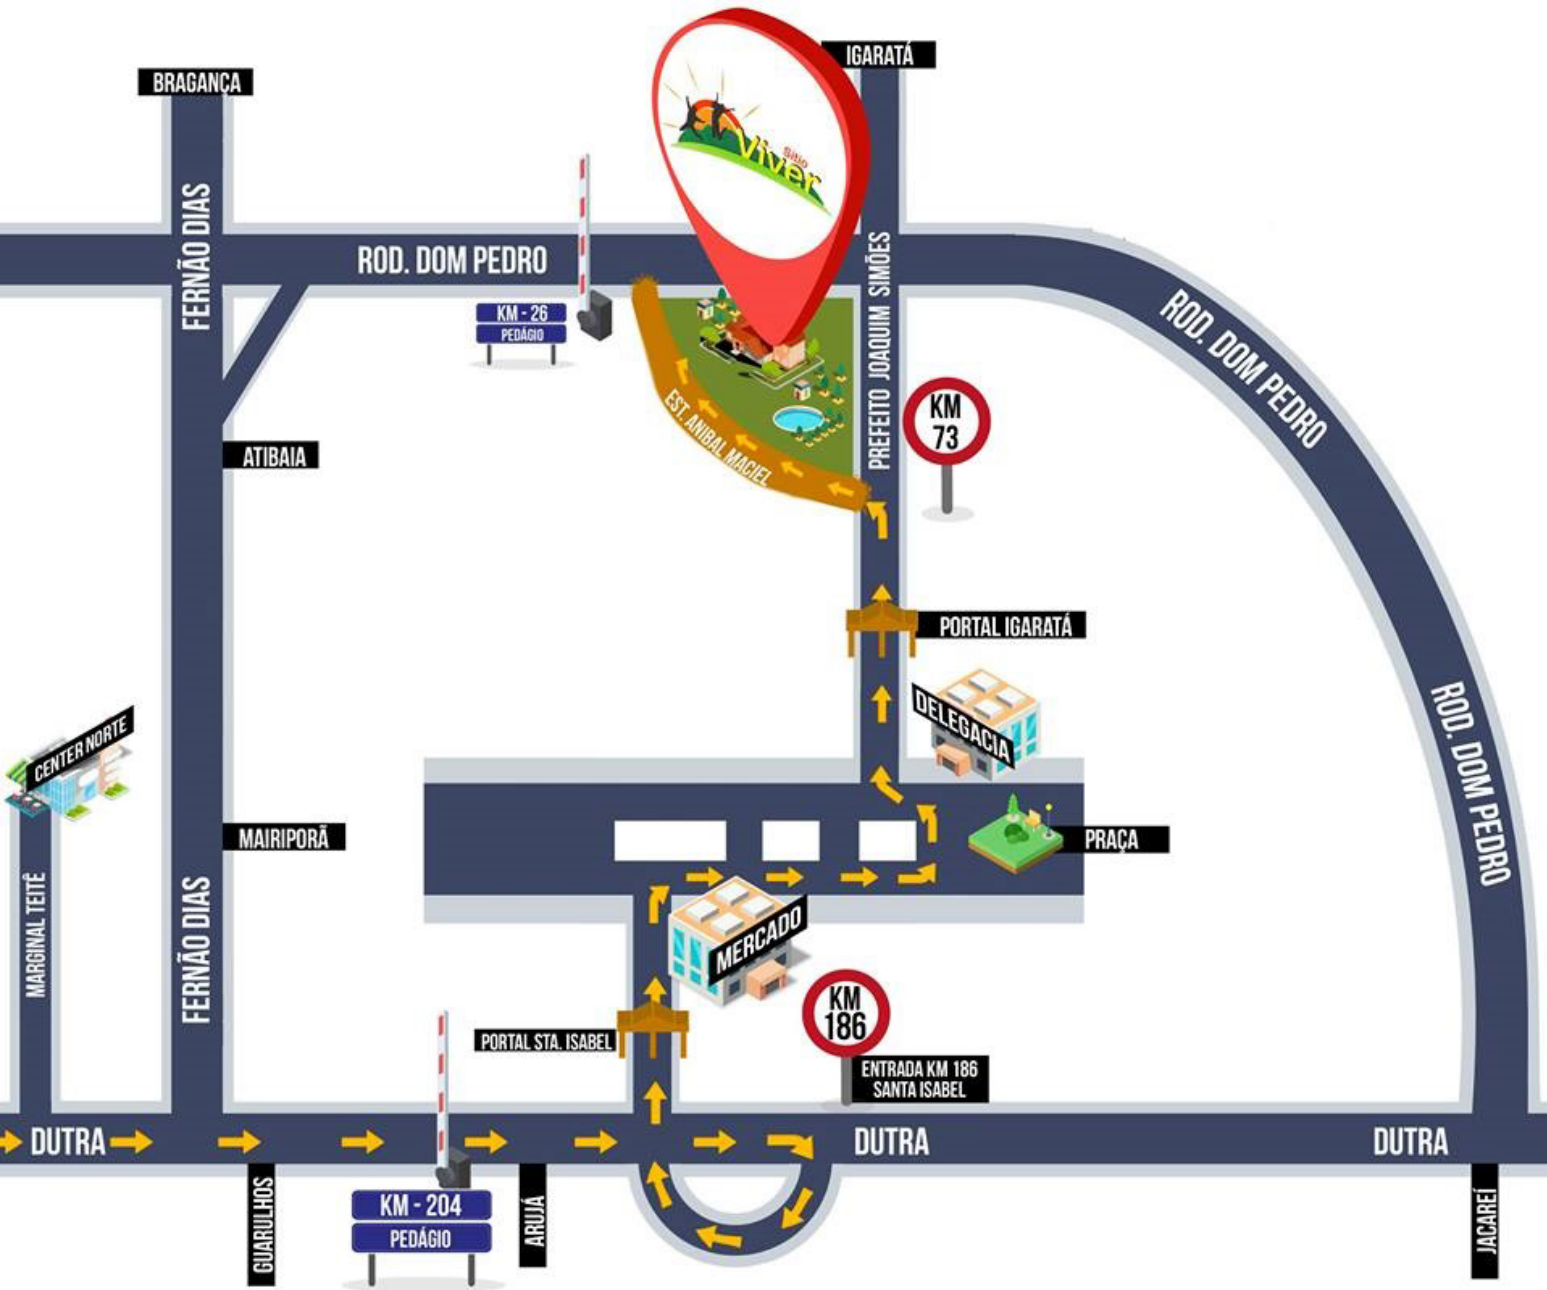 IGARATÁ
BRAGANÇA
Sítio
Viver
FERNÃO DIAS
ROD. DOM PEDRO
KM - 26
PEDÁGIO
PREFEITO JOAQUIM SIMÕES
ROD. DOM PEDRO
KM
73
EST. ANIBAL MACIEL
ATIBAIA
PORTAL IGARATÁ
DELEGACIA
ROD. DOM PEDRO
CENTER NORTE
MAIRIPORÃ
PRAÇA
MARGINAL TEITÊ
FERNÃO DIAS
MERCADO
KM
186
PORTAL STA. ISABEL
ENTRADA KM 186
SANTA ISABEL
DUTRA
DUTRA
DUTRA
GUARULHOS
KM - 204
PEDÁGIO
ARUJÁ
JACAREÍ